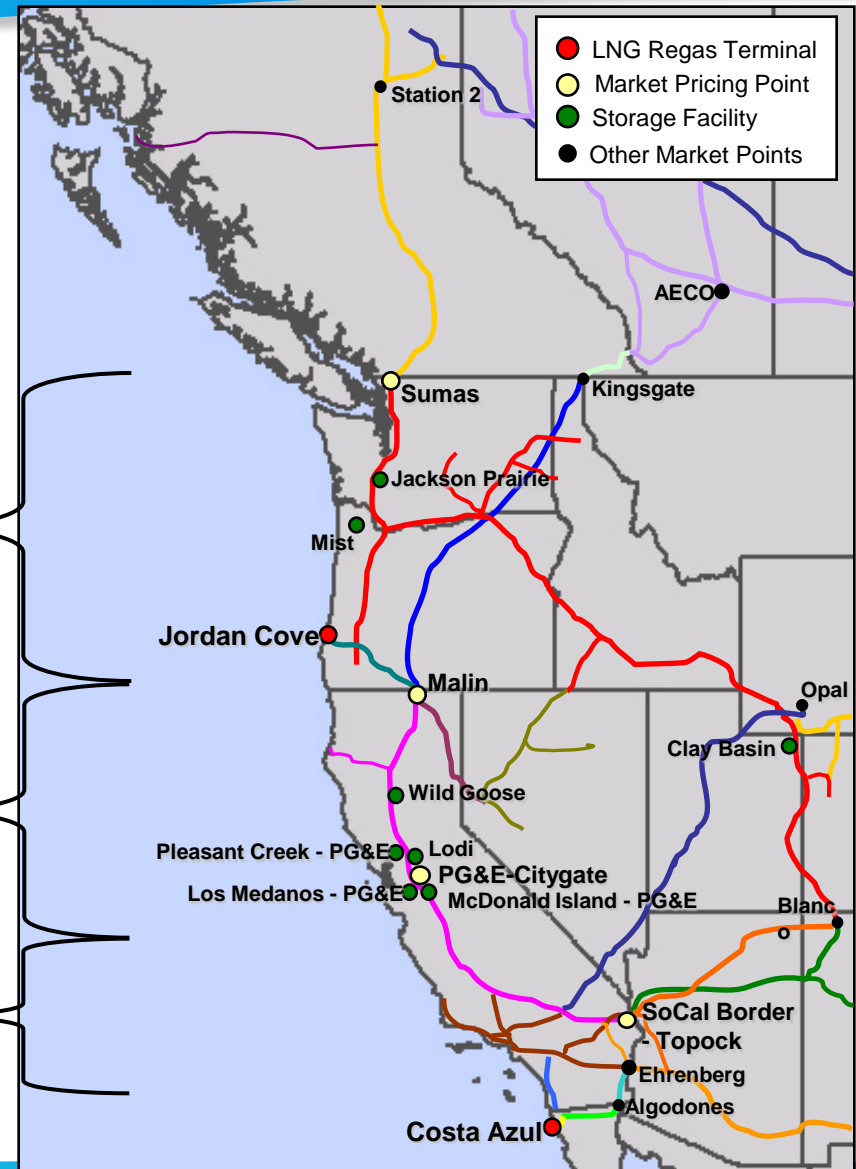 LNG Regas Terminal
Market Pricing Point
Storage Facility
Other Market Points
Station 2
AECO
Sumas
Kingsgate
Jackson Prairie
Mist
Jordan Cove
Malin
Opal
Clay Basin
Wild Goose
Pleasant Creek - PG&E
Lodi
PG&E-Citygate
Los Medanos - PG&E
McDonald Island - PG&E
Blanc
o
SoCal Border
- Topock
Ehrenberg
Algodones
Costa Azul